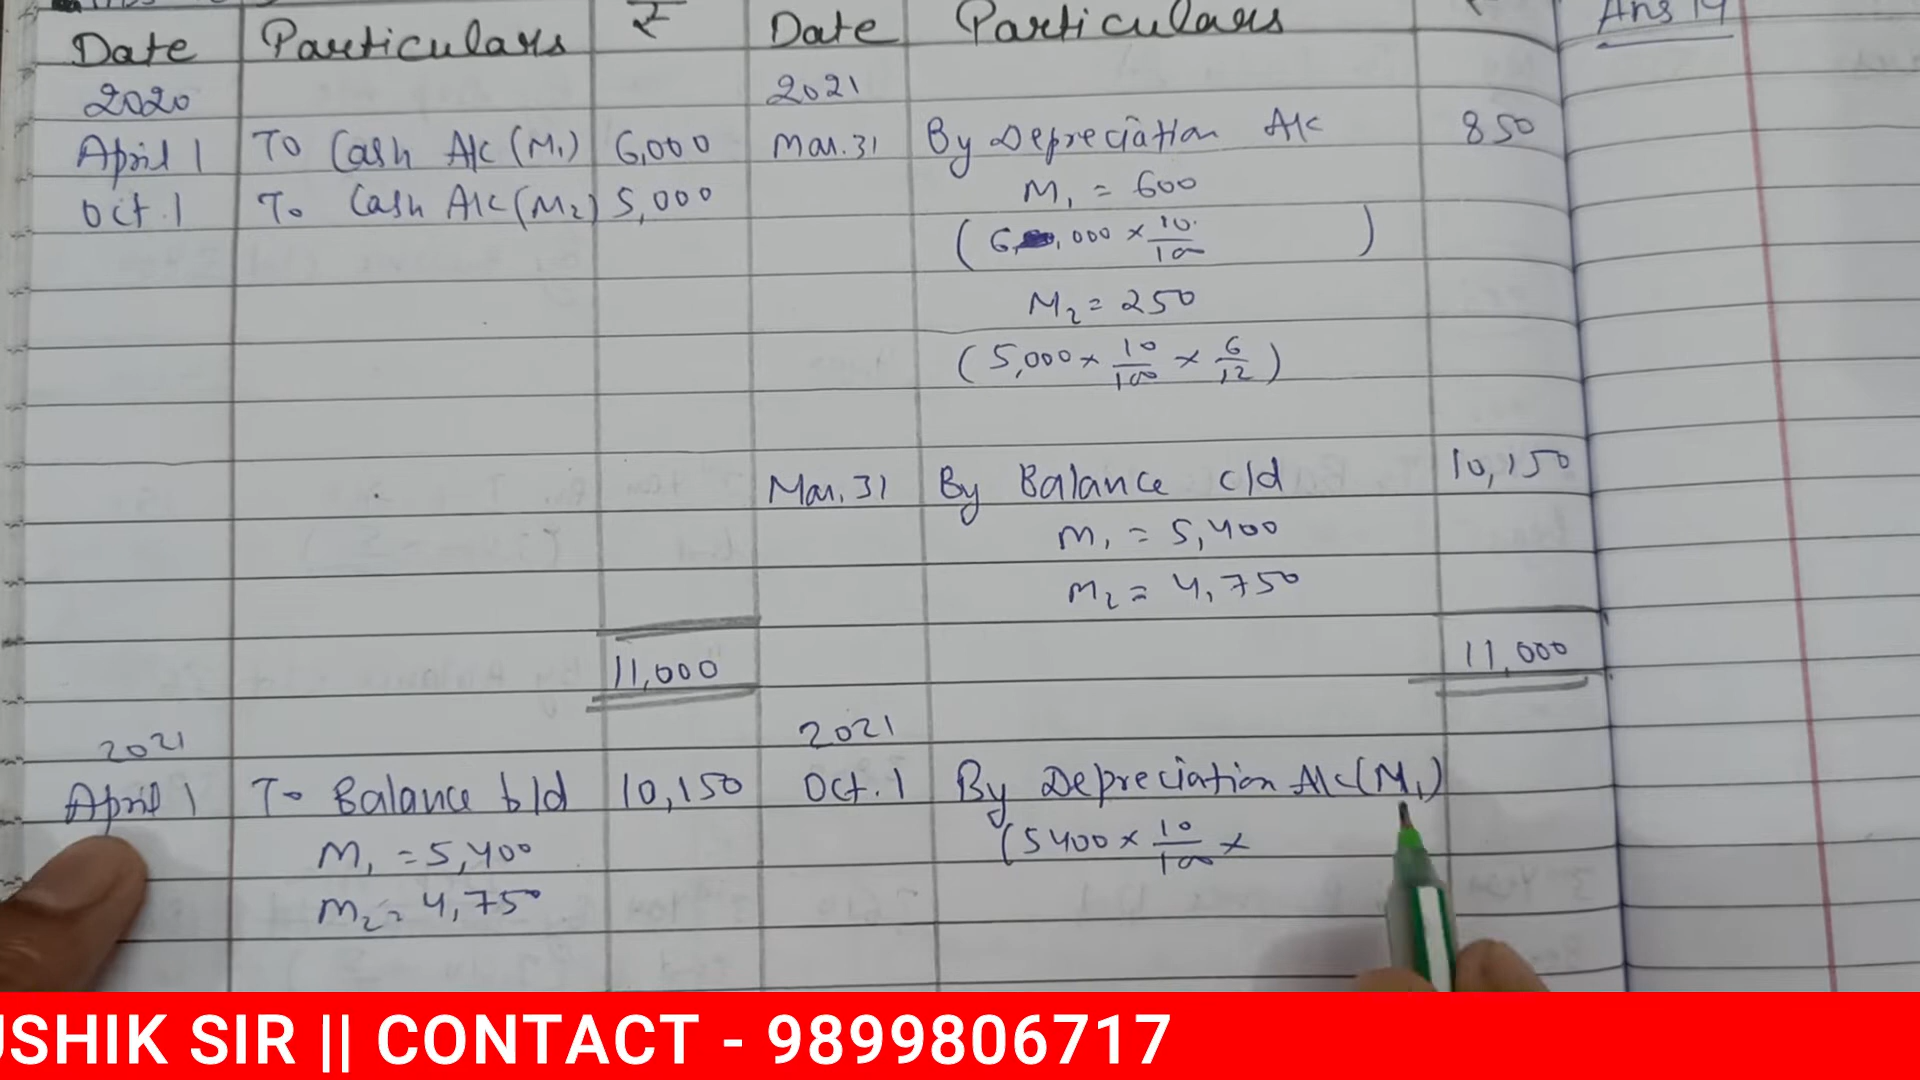 Date Particulars ₹ Date Particulars Ans 14
2020 2021
April 1 To Cash A/c (M1) 6,000 Mar. 31 By Depreciation A/c 850
Oct. 1 To Cash A/c (M2) 5,000 M1 = 600
(6,000 × 10/100 )
M2 = 250
(5,000 × 10/100 × 6/12)
Mar. 31 By Balance c/d 10,150
M1 = 5,400
M2 = 4,750
11,000 11,000
2021 2021
April 1 To Balance b/d 10,150 Oct. 1 By Depreciation A/c (M1)
M1 = 5,400 (5400 × 10/100 ×
M2 = 4,750
USHIK SIR || CONTACT - 9899806717